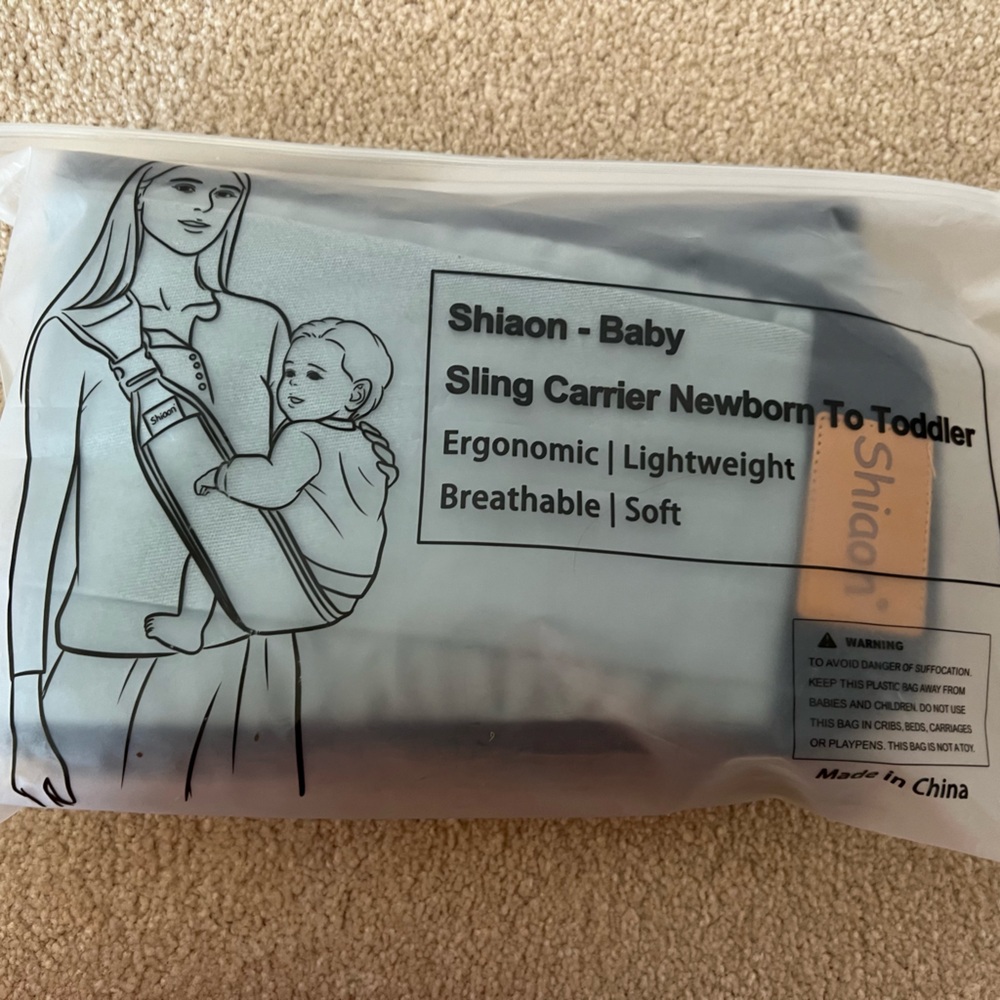 Shiaon - Baby
Sling Carrier Newborn To Toddler
Ergonomic | Lightweight
Breathable | Soft
Shiaon
Shiaon
WARNING
TO AVOID DANGER OF SUFFOCATION.
KEEP THIS PLASTIC BAG AWAY FROM
BABIES AND CHILDREN. DO NOT USE
THIS BAG IN CRIBS, BEDS, CARRIAGES
OR PLAYPENS. THIS BAG IS NOT A TOY.
Made in China